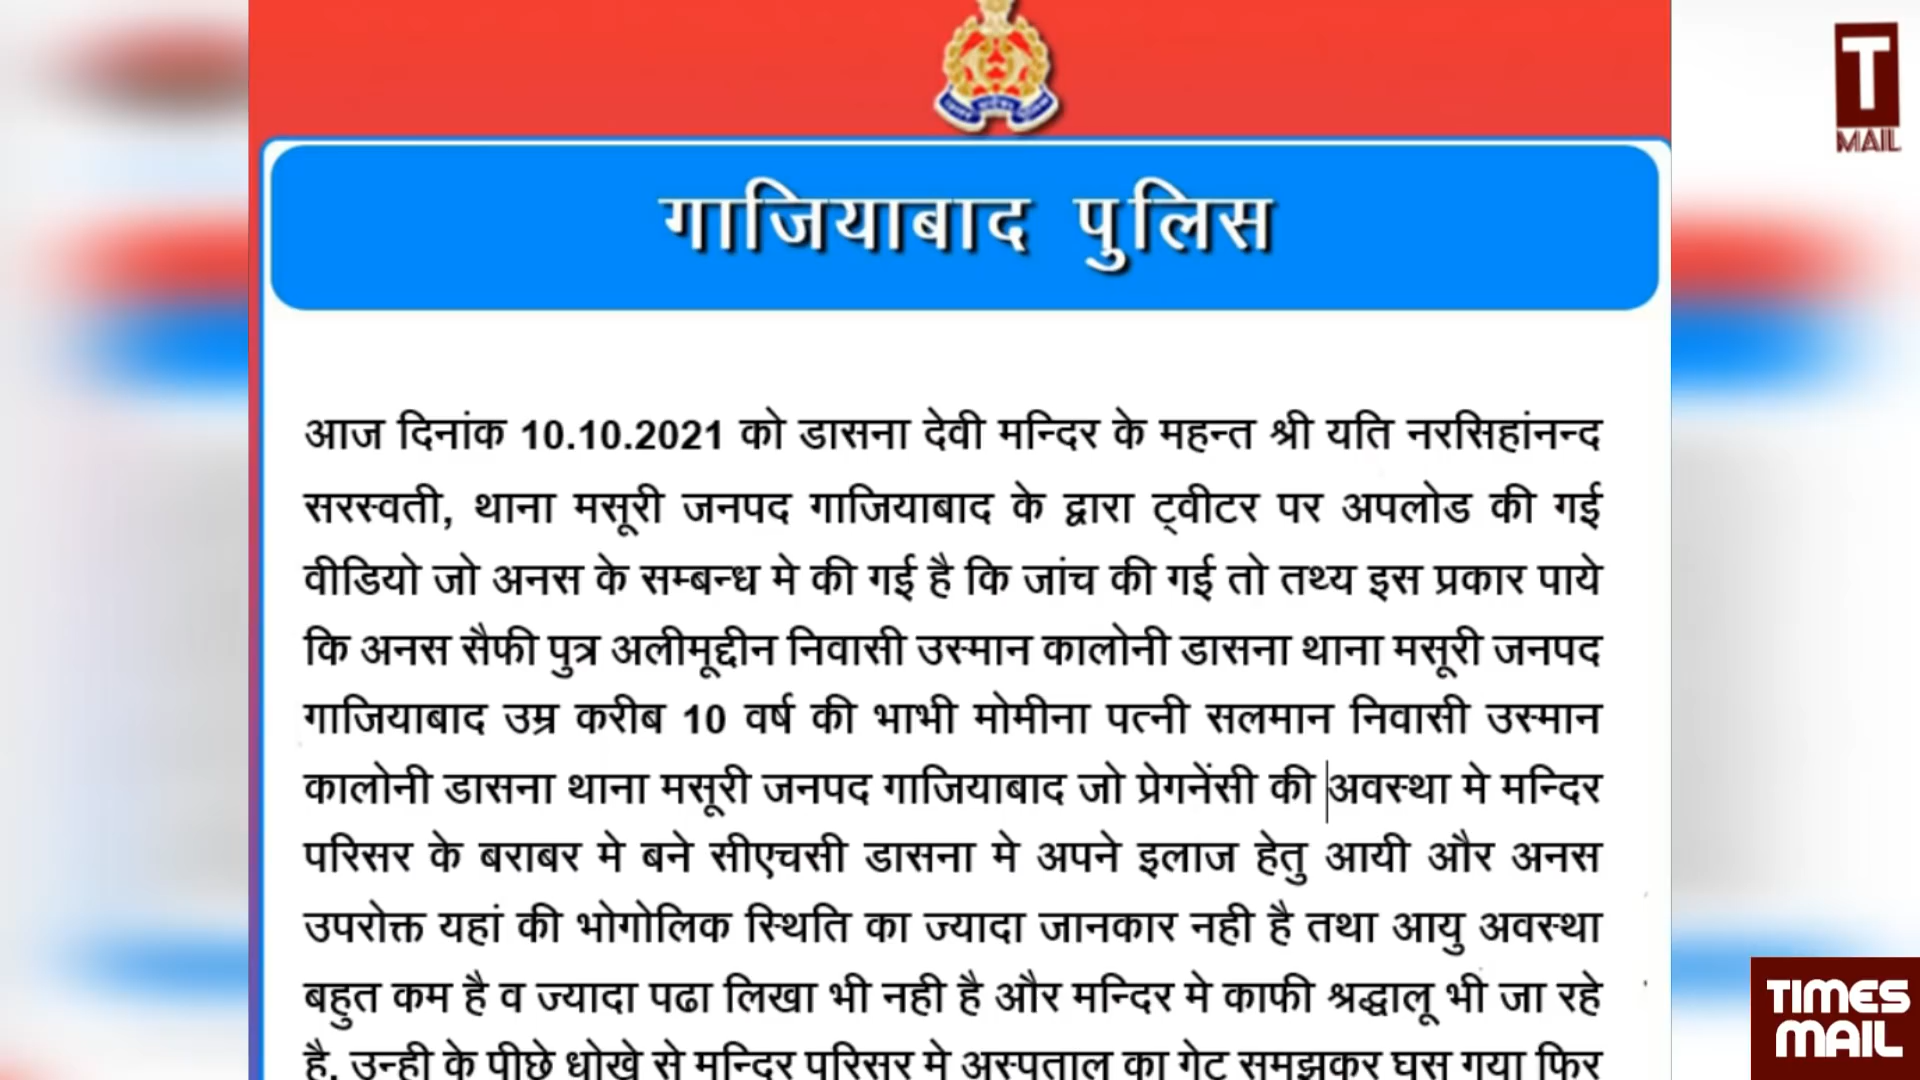 T
MAIL
गाजियाबाद पुलिस
आज दिनांक 10.10.2021 को डासना देवी मन्दिर के महन्त श्री यति नरसिहांनन्द
सरस्वती, थाना मसूरी जनपद गाजियाबाद के द्वारा ट्वीटर पर अपलोड की गई
वीडियो जो अनस के सम्बन्ध मे की गई है कि जांच की गई तो तथ्य इस प्रकार पाये
कि अनस सैफी पुत्र अलीमूद्दीन निवासी उस्मान कालोनी डासना थाना मसूरी जनपद
गाजियाबाद उम्र करीब 10 वर्ष की भाभी मोमीना पत्नी सलमान निवासी उस्मान
कालोनी डासना थाना मसूरी जनपद गाजियाबाद जो प्रेगनेंसी की अवस्था मे मन्दिर
परिसर के बराबर मे बने सीएचसी डासना मे अपने इलाज हेतु आयी और अनस
उपरोक्त यहां की भोगोलिक स्थिति का ज्यादा जानकार नही है तथा आयु अवस्था
बहुत कम है व ज्यादा पढा लिखा भी नही है और मन्दिर मे काफी श्रद्धालू भी जा रहे
है, उन्ही के पीछे धोखे से मन्दिर परिसर मे अस्पताल का गेट समझकर घुस गया फिर
TIMES
MAIL